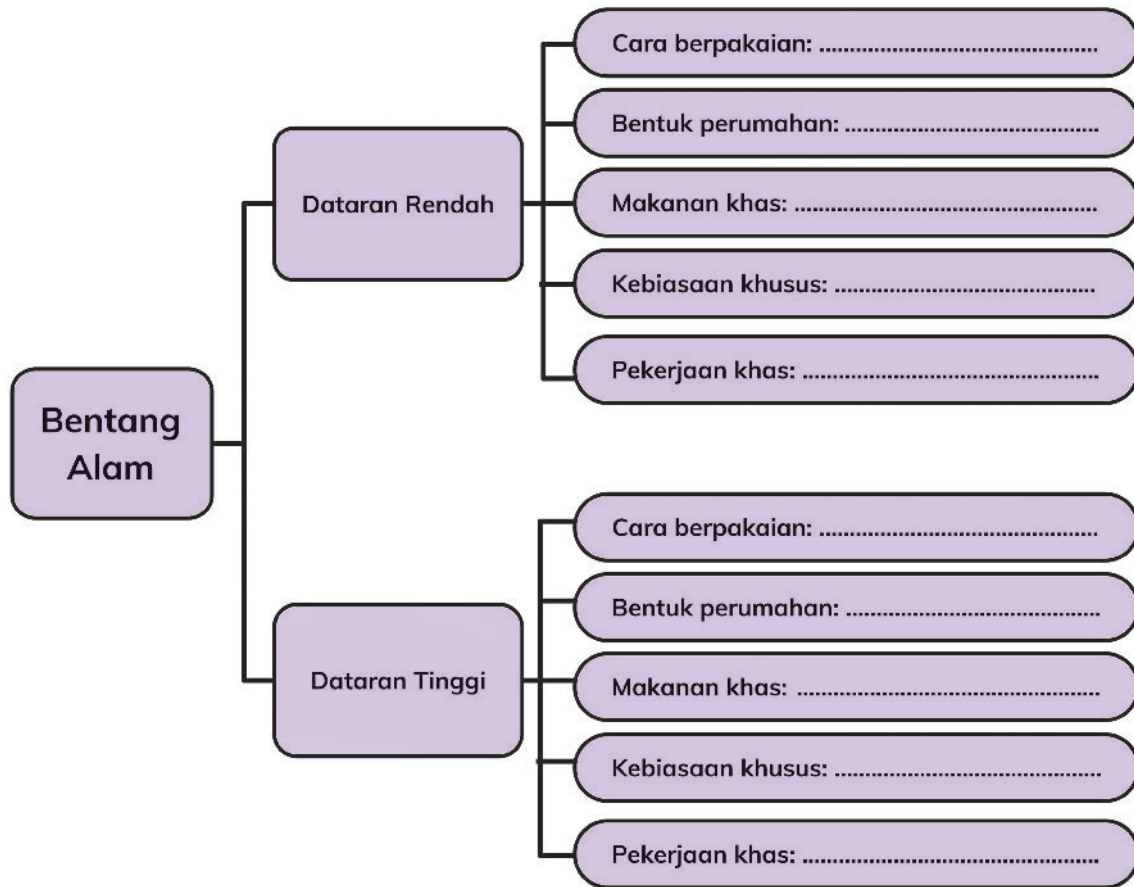 Bentang
Alam
Dataran Rendah
Cara berpakaian: ..............................................
Bentuk perumahan: ..........................................
Makanan khas: ..................................................
Kebiasaan khusus: ...........................................
Pekerjaan khas: .................................................
Dataran Tinggi
Cara berpakaian: ..............................................
Bentuk perumahan: ..........................................
Makanan khas: ..................................................
Kebiasaan khusus: ............................................
Pekerjaan khas: .................................................